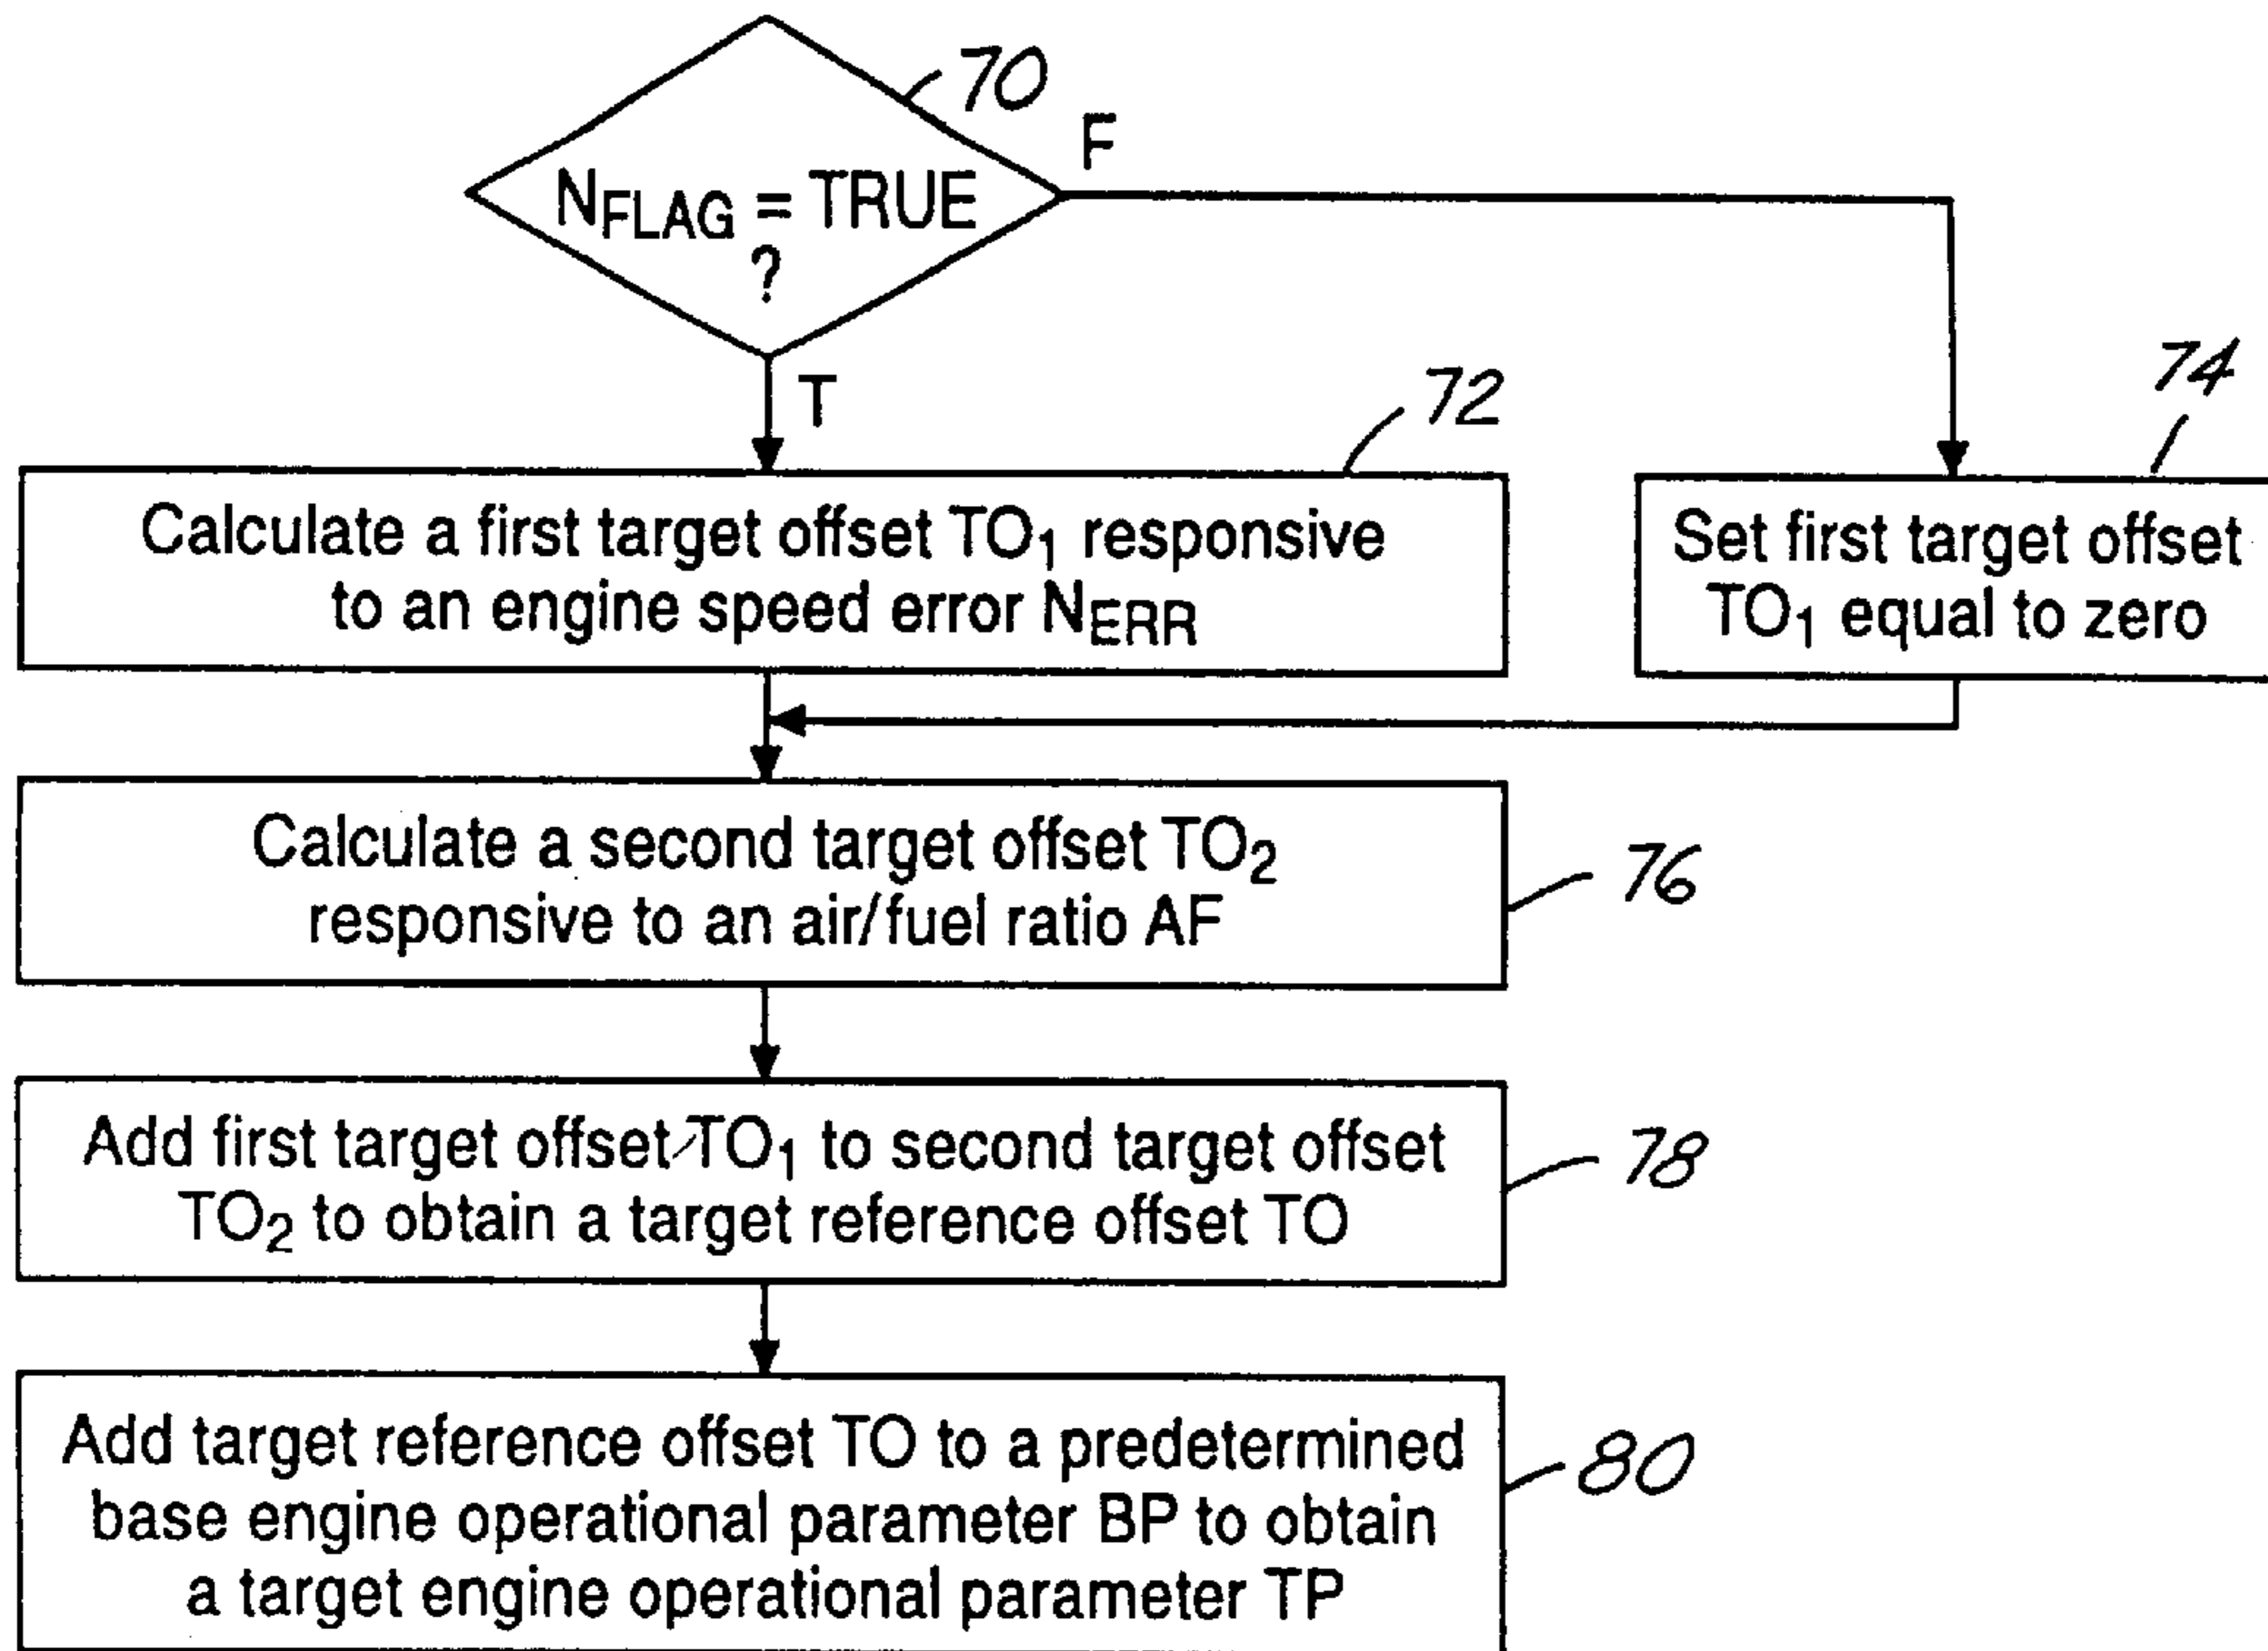 70
F
N_FLAG = TRUE
?
T
72
74
Calculate a first target offset TO₁ responsive
to an engine speed error N_ERR
Set first target offset
TO₁ equal to zero
Calculate a second target offset TO₂
responsive to an air/fuel ratio AF
76
Add first target offset TO₁ to second target offset
TO₂ to obtain a target reference offset TO
78
Add target reference offset TO to a predetermined
base engine operational parameter BP to obtain
a target engine operational parameter TP
80